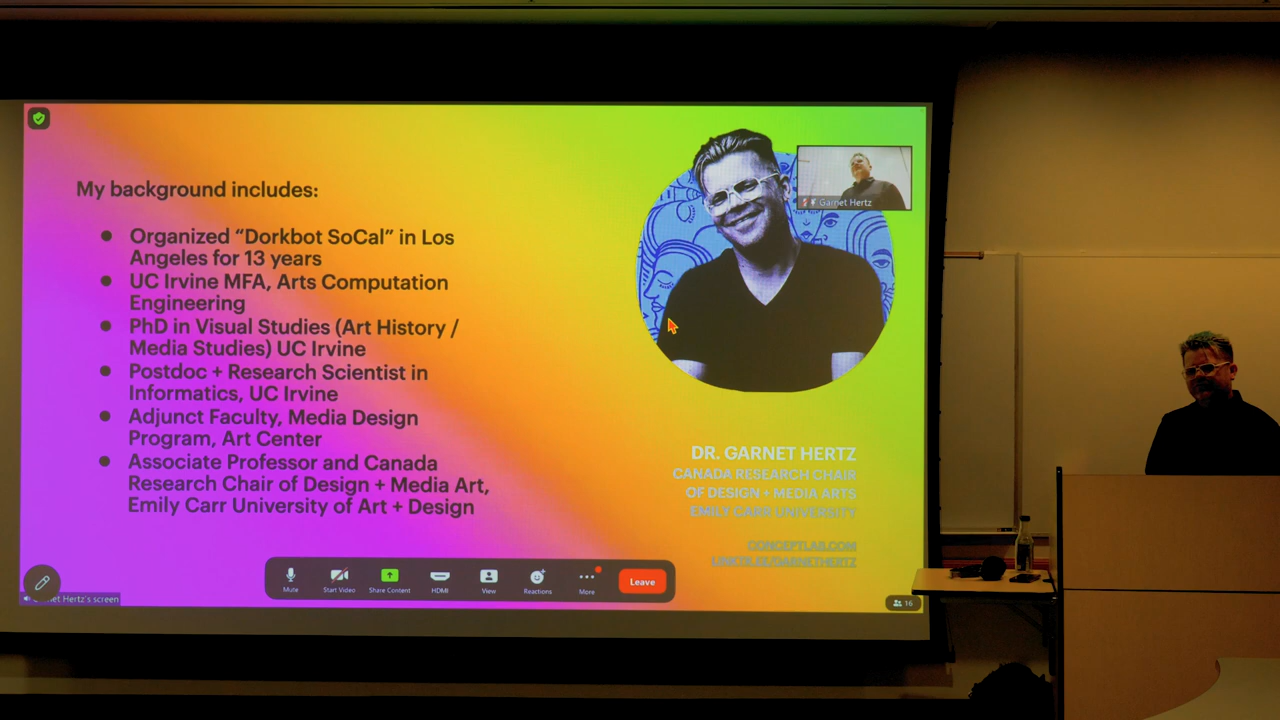 My background includes:
● Organized “Dorkbot SoCal” in Los
Angeles for 13 years
● UC Irvine MFA, Arts Computation
Engineering
● PhD in Visual Studies (Art History /
Media Studies) UC Irvine
● Postdoc + Research Scientist in
Informatics, UC Irvine
● Adjunct Faculty, Media Design
Program, Art Center
● Associate Professor and Canada
Research Chair of Design + Media Art,
Emily Carr University of Art + Design
Garnet Hertz
DR. GARNET HERTZ
CANADA RESEARCH CHAIR
OF DESIGN + MEDIA ARTS
EMILY CARR UNIVERSITY
CONCEPTLAB.COM
Mute
Start Video
Share Content
HDMI
View
Reactions
More
Leave
Hertz's screen
16